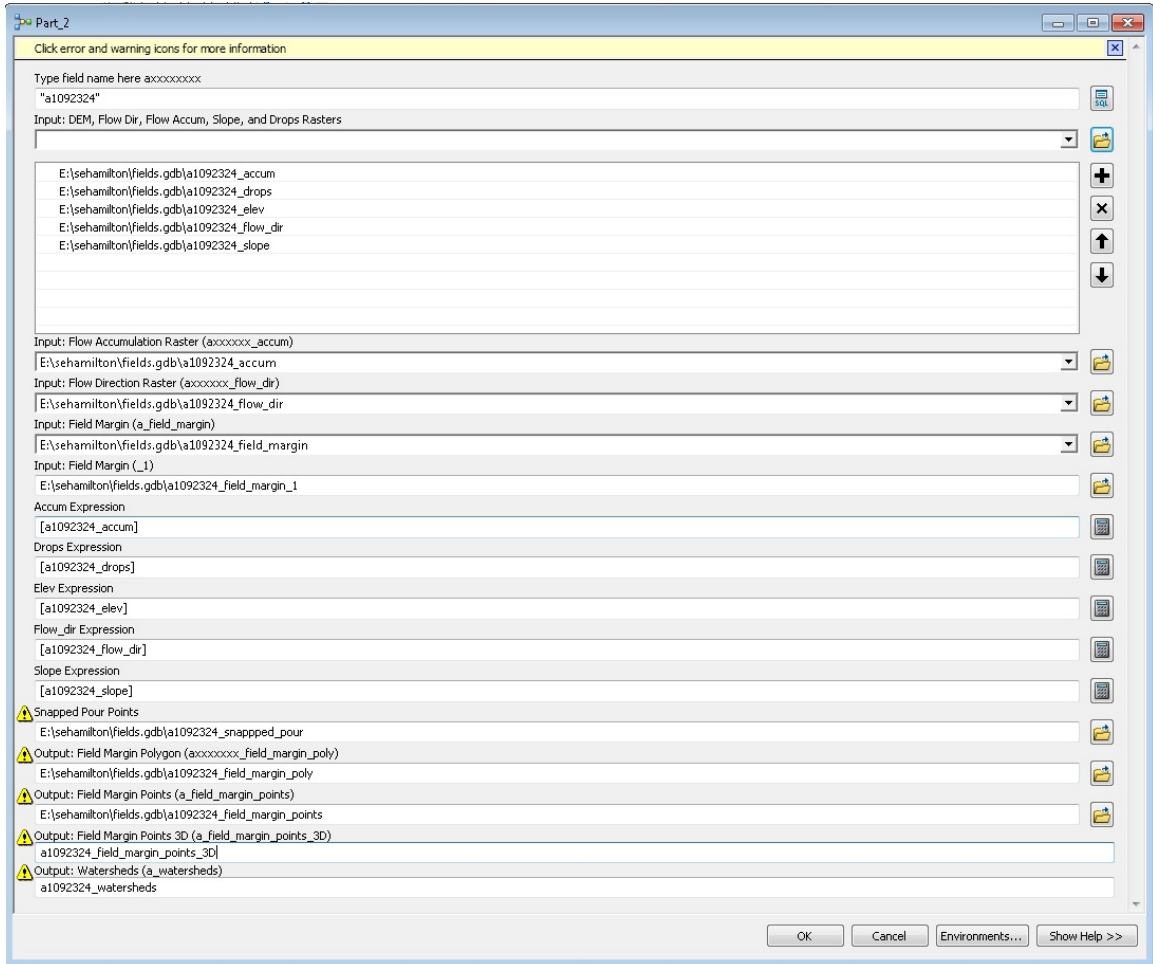 Part_2
Click error and warning icons for more information
Type field name here axxxxxxxx
"a1092324"
SQL
Input: DEM, Flow Dir, Flow Accum, Slope, and Drops Rasters
E:\sehamilton\fields.gdb\a1092324_accum
E:\sehamilton\fields.gdb\a1092324_drops
E:\sehamilton\fields.gdb\a1092324_elev
E:\sehamilton\fields.gdb\a1092324_flow_dir
E:\sehamilton\fields.gdb\a1092324_slope
Input: Flow Accumulation Raster (axxxxxx_accum)
E:\sehamilton\fields.gdb\a1092324_accum
Input: Flow Direction Raster (axxxxxx_flow_dir)
E:\sehamilton\fields.gdb\a1092324_flow_dir
Input: Field Margin (a_field_margin)
E:\sehamilton\fields.gdb\a1092324_field_margin
Input: Field Margin (_1)
E:\sehamilton\fields.gdb\a1092324_field_margin_1
Accum Expression
[a1092324_accum]
Drops Expression
[a1092324_drops]
Elev Expression
[a1092324_elev]
Flow_dir Expression
[a1092324_flow_dir]
Slope Expression
[a1092324_slope]
Snapped Pour Points
E:\sehamilton\fields.gdb\a1092324_snappped_pour
Output: Field Margin Polygon (axxxxxxx_field_margin_poly)
E:\sehamilton\fields.gdb\a1092324_field_margin_poly
Output: Field Margin Points (a_field_margin_points)
E:\sehamilton\fields.gdb\a1092324_field_margin_points
Output: Field Margin Points 3D (a_field_margin_points_3D)
a1092324_field_margin_points_3D
Output: Watersheds (a_watersheds)
a1092324_watersheds
OK Cancel Environments... Show Help >>